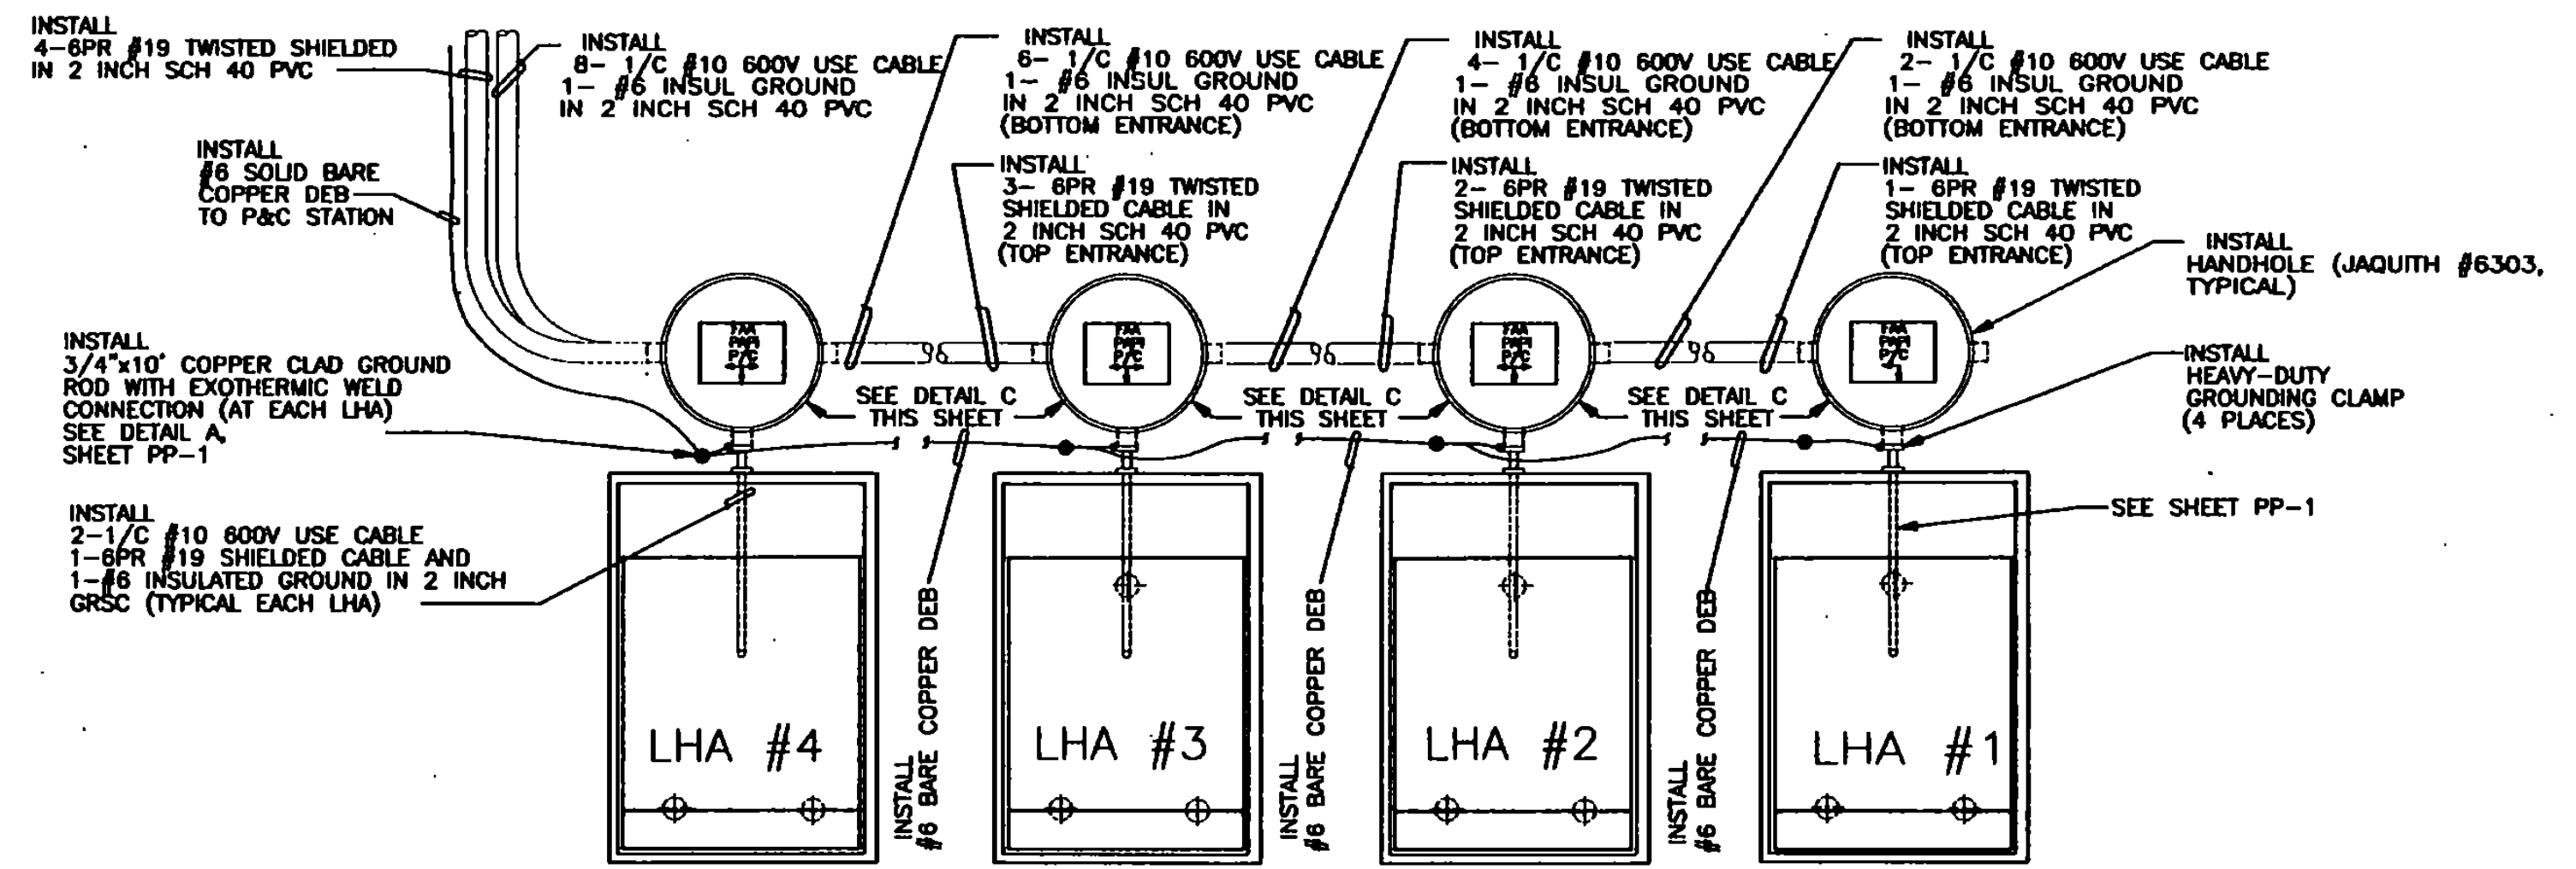 INSTALL
4-6PR #19 TWISTED SHIELDED
IN 2 INCH SCH 40 PVC
INSTALL
8- 1/C #10 600V USE CABLE
1- #6 INSUL GROUND
IN 2 INCH SCH 40 PVC
INSTALL
6- 1/C #10 600V USE CABLE
1- #6 INSUL GROUND
IN 2 INCH SCH 40 PVC
(BOTTOM ENTRANCE)
INSTALL
4- 1/C #10 600V USE CABLE
1- #6 INSUL GROUND
IN 2 INCH SCH 40 PVC
(BOTTOM ENTRANCE)
INSTALL
2- 1/C #10 600V USE CABLE
1- #6 INSUL GROUND
IN 2 INCH SCH 40 PVC
(BOTTOM ENTRANCE)
INSTALL
#6 SOLID BARE
COPPER DEB
TO P&C STATION
INSTALL
3- 6PR #19 TWISTED
SHIELDED CABLE IN
2 INCH SCH 40 PVC
(TOP ENTRANCE)
INSTALL
2- 6PR #19 TWISTED
SHIELDED CABLE IN
2 INCH SCH 40 PVC
(TOP ENTRANCE)
INSTALL
1- 6PR #19 TWISTED
SHIELDED CABLE IN
2 INCH SCH 40 PVC
(TOP ENTRANCE)
INSTALL
HANDHOLE (JAQUITH #6303,
TYPICAL)
INSTALL
3/4"x10' COPPER CLAD GROUND
ROD WITH EXOTHERMIC WELD
CONNECTION (AT EACH LHA)
SEE DETAIL A,
SHEET PP-1
FAA
PAPI
P/C
FAA
PAPI
P/C
FAA
PAPI
P/C
FAA
PAPI
P/C
SEE DETAIL C
THIS SHEET
SEE DETAIL C
THIS SHEET
SEE DETAIL C
THIS SHEET
INSTALL
HEAVY-DUTY
GROUNDING CLAMP
(4 PLACES)
INSTALL
2-1/C #10 600V USE CABLE
1-6PR #19 SHIELDED CABLE AND
1-#6 INSULATED GROUND IN 2 INCH
GRSC (TYPICAL EACH LHA)
SEE SHEET PP-1
INSTALL
#6 BARE COPPER DEB
INSTALL
#6 BARE COPPER DEB
INSTALL
#6 BARE COPPER DEB
LHA #4
LHA #3
LHA #2
LHA #1